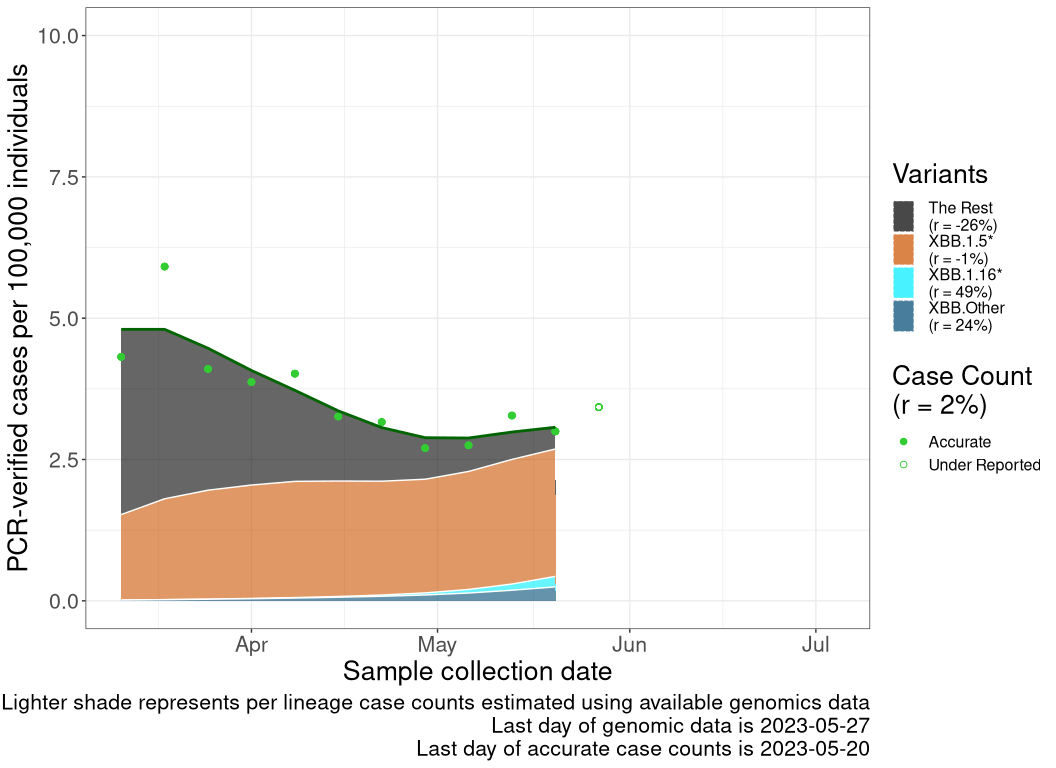 PCR-verified cases per 100,000 individuals
10.0
7.5
5.0
2.5
0.0
Apr
May
Jun
Jul
Sample collection date
Variants
The Rest
(r = -26%)
XBB.1.5*
(r = -1%)
XBB.1.16*
(r = 49%)
XBB.Other
(r = 24%)
Case Count
(r = 2%)
Accurate
Under Reported
Lighter shade represents per lineage case counts estimated using available genomics data
Last day of genomic data is 2023-05-27
Last day of accurate case counts is 2023-05-20